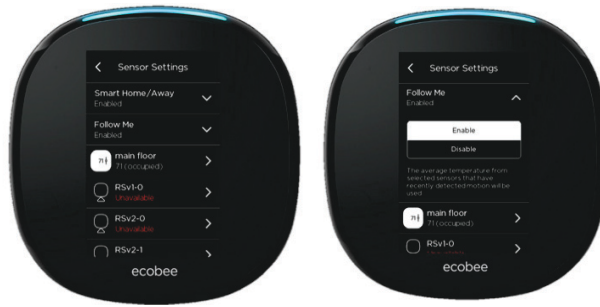 Sensor Settings
Smart Home/Away
Enabled
Follow Me
Enabled
71
main floor
71 (occupied)
RSv1-0
Unavailable
RSv2-0
Unavailable
RSv2-1
ecobee
Sensor Settings
Follow Me
Enabled
Enable
Disable
The average temperature from
selected sensors that have
recently detected motion will be
used
71
main floor
71 (occupied)
RSv1-0
ecobee